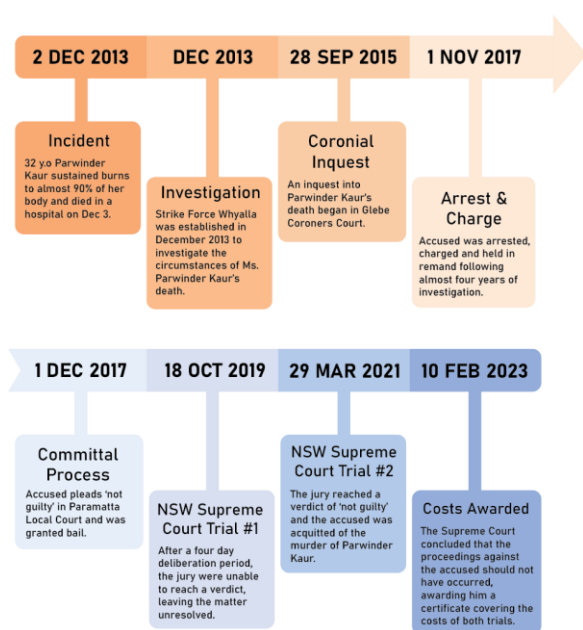 2 DEC 2013
DEC 2013
28 SEP 2015
1 NOV 2017
Incident
32 y.o Parwinder
Kaur sustained burns
to almost 90% of her
body and died in a
hospital on Dec 3.
Investigation
Strike Force Whyalla
was established in
December 2013 to
investigate the
circumstances of Ms.
Parwinder Kaur's
death.
Coronial
Inquest
An inquest into
Parwinder Kaur's
death began in Glebe
Coroners Court.
Arrest &
Charge
Accused was arrested,
charged and held in
remand following
almost four years of
investigation.
1 DEC 2017
18 OCT 2019
29 MAR 2021
10 FEB 2023
Committal
Process
Accused pleads 'not
guilty' in Paramatta
Local Court and was
granted bail.
NSW Supreme
Court Trial #1
After a four day
deliberation period,
the jury were unable
to reach a verdict,
leaving the matter
unresolved.
NSW Supreme
Court Trial #2
The jury reached a
verdict of 'not guilty'
and the accused was
acquitted of the
murder of Parwinder
Kaur.
Costs Awarded
The Supreme Court
concluded that the
proceedings against
the accused should not
have occurred,
awarding him a
certificate covering the
costs of both trials.